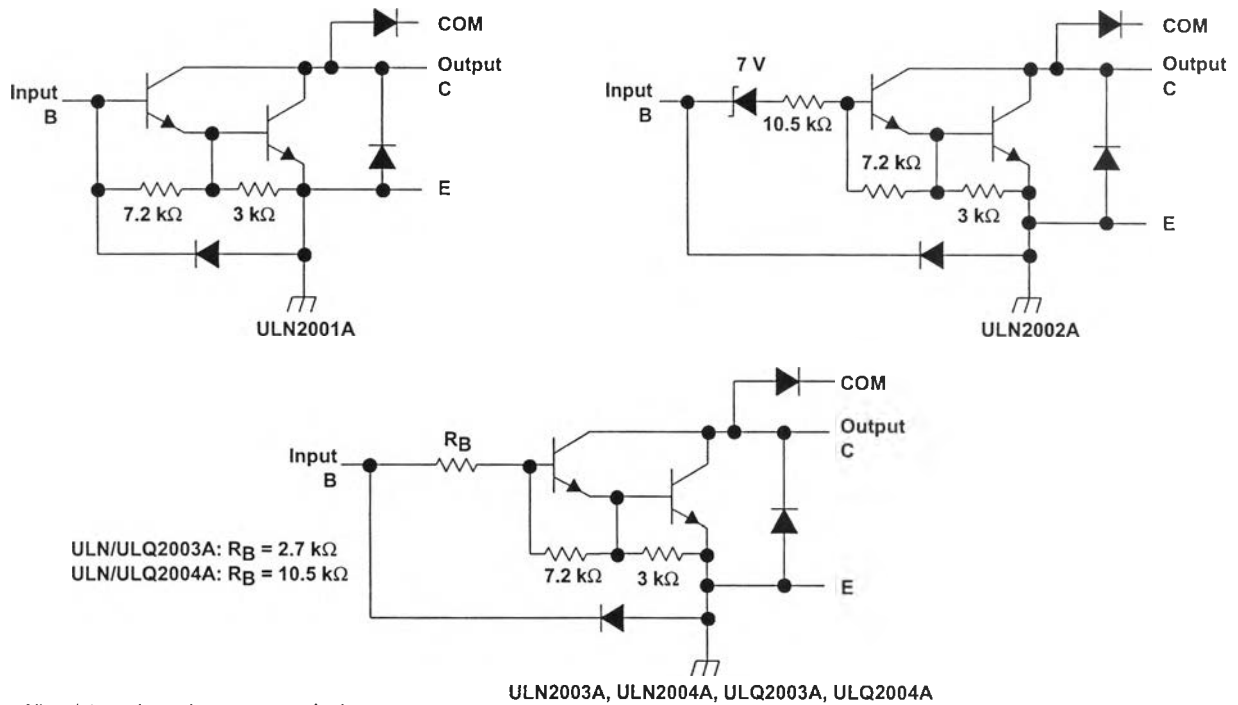 COM
Output
C
Input
B
E
7.2 kΩ
3 kΩ
ULN2001A
COM
Output
C
7 V
Input
B
10.5 kΩ
7.2 kΩ
3 kΩ
E
ULN2002A
COM
Output
C
RB
Input
B
ULN/ULQ2003A: RB = 2.7 kΩ
ULN/ULQ2004A: RB = 10.5 kΩ
7.2 kΩ
3 kΩ
E
ULN2003A, ULN2004A, ULQ2003A, ULQ2004A